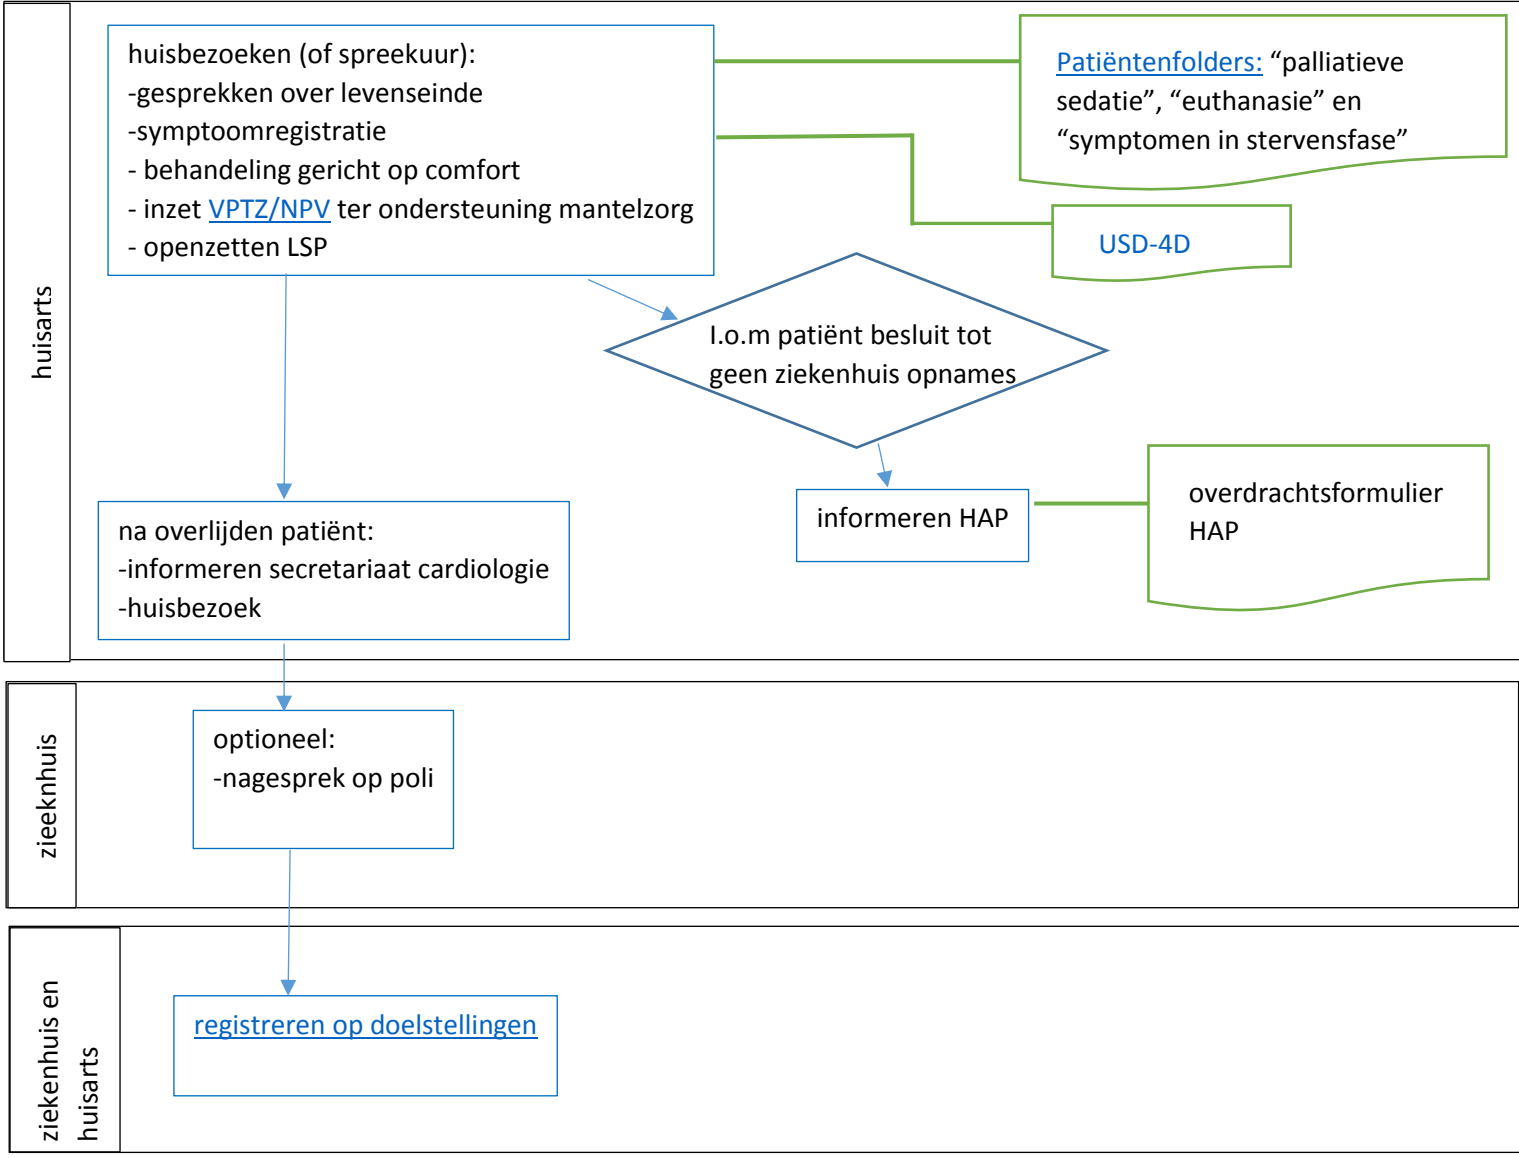 huisarts
huisbezoeken (of spreekuur):
-gesprekken over levenseinde
-symptoomregistratie
- behandeling gericht op comfort
- inzet VPTZ/NPV ter ondersteuning mantelzorg
- openzetten LSP
Patiëntenfolders: “palliatieve
sedatie”, “euthanasie” en
“symptomen in stervensfase”
USD-4D
I.o.m patiënt besluit tot
geen ziekenhuis opnames
informeren HAP
overdrachtsformulier
HAP
na overlijden patiënt:
-informeren secretariaat cardiologie
-huisbezoek
zieeknhuis
optioneel:
-nagesprek op poli
ziekenhuis en
huisarts
registreren op doelstellingen